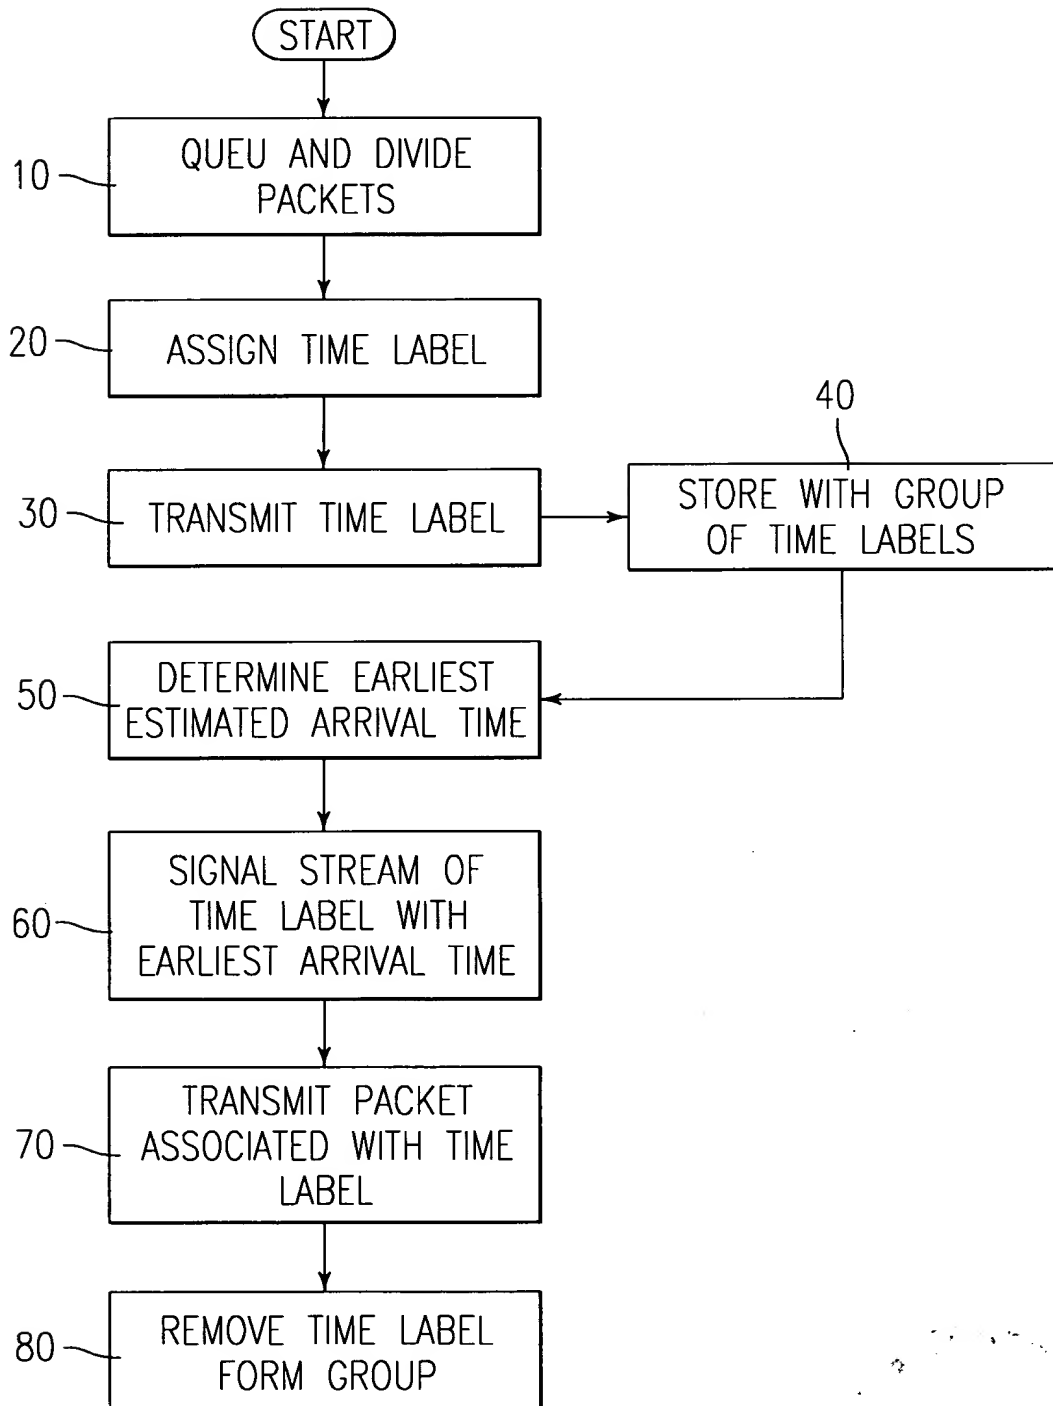 START
10
QUEU AND DIVIDE
PACKETS
20
ASSIGN TIME LABEL
30
TRANSMIT TIME LABEL
40
STORE WITH GROUP
OF TIME LABELS
50
DETERMINE EARLIEST
ESTIMATED ARRIVAL TIME
60
SIGNAL STREAM OF
TIME LABEL WITH
EARLIEST ARRIVAL TIME
70
TRANSMIT PACKET
ASSOCIATED WITH TIME
LABEL
80
REMOVE TIME LABEL
FORM GROUP